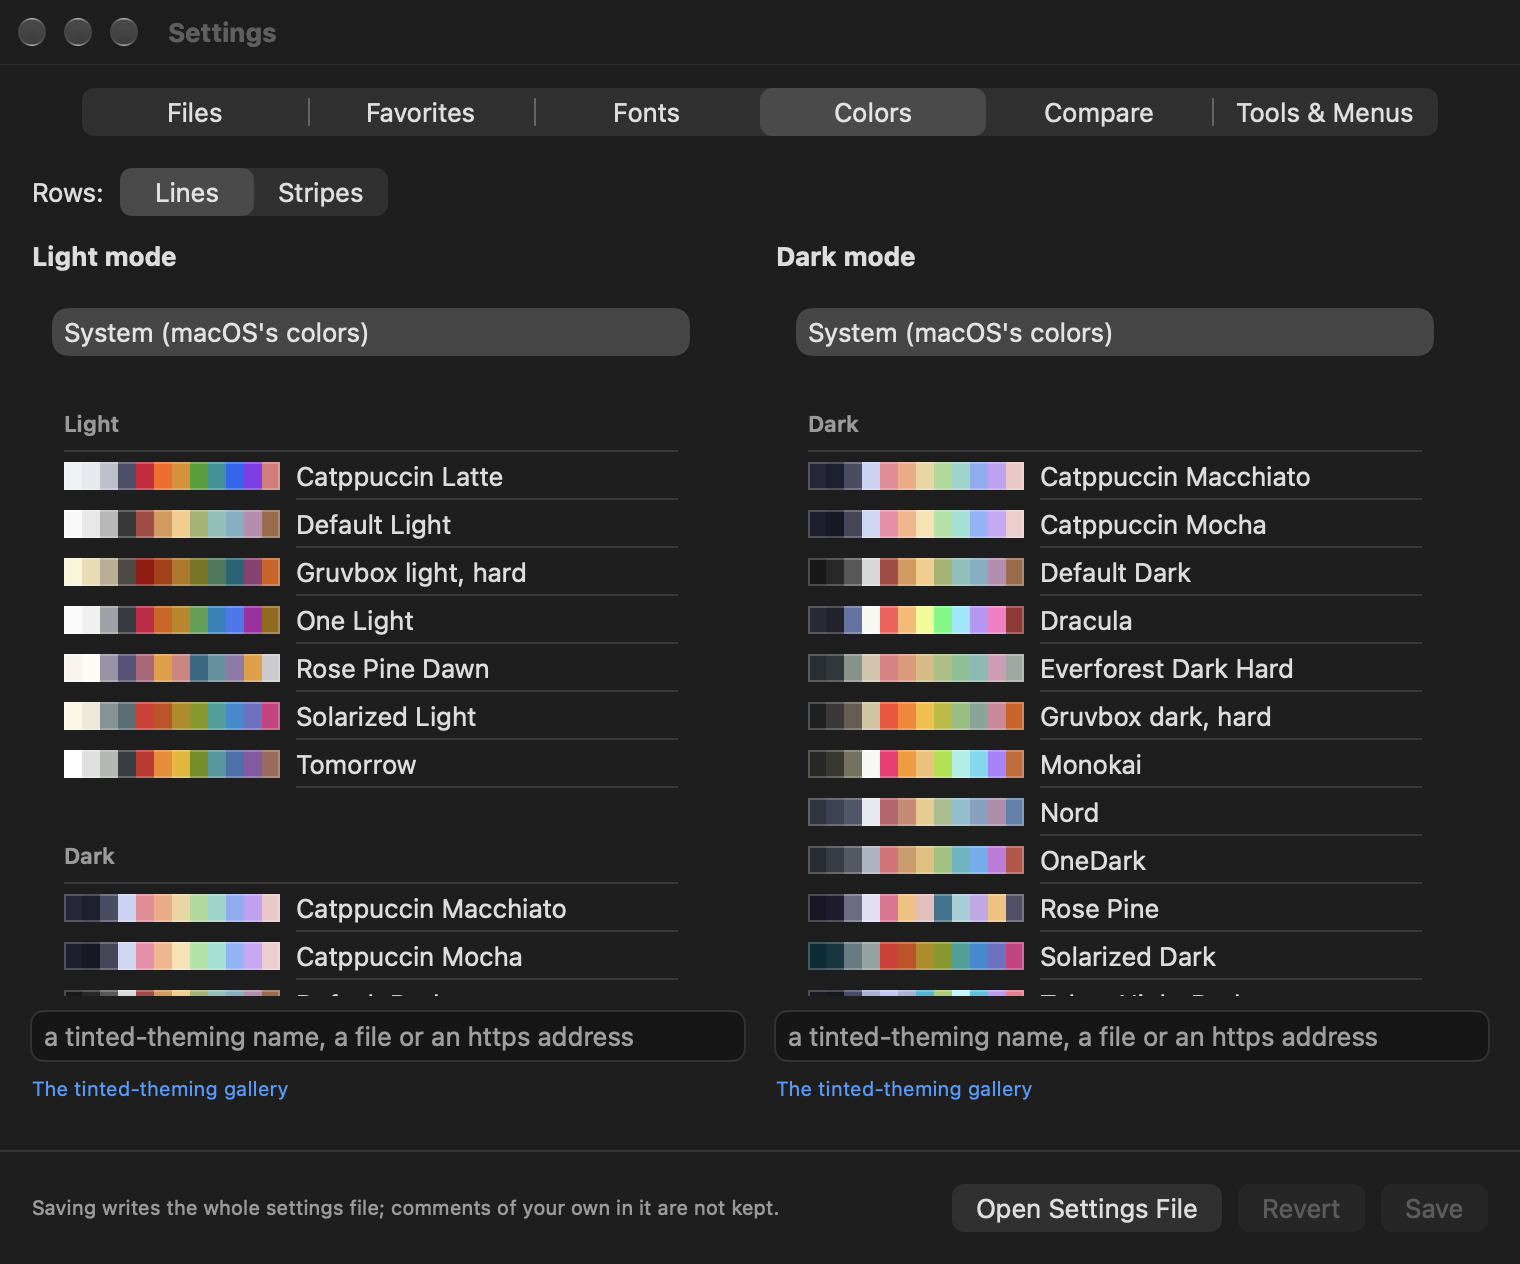 Settings
Files
Favorites
Fonts
Colors
Compare
Tools & Menus
Rows:
Lines
Stripes
Light mode
System (macOS's colors)
Light
Catppuccin Latte
Default Light
Gruvbox light, hard
One Light
Rose Pine Dawn
Solarized Light
Tomorrow
Dark
Catppuccin Macchiato
Catppuccin Mocha
a tinted-theming name, a file or an https address
The tinted-theming gallery
Dark mode
System (macOS's colors)
Dark
Catppuccin Macchiato
Catppuccin Mocha
Default Dark
Dracula
Everforest Dark Hard
Gruvbox dark, hard
Monokai
Nord
OneDark
Rose Pine
Solarized Dark
a tinted-theming name, a file or an https address
The tinted-theming gallery
Saving writes the whole settings file; comments of your own in it are not kept.
Open Settings File
Revert
Save